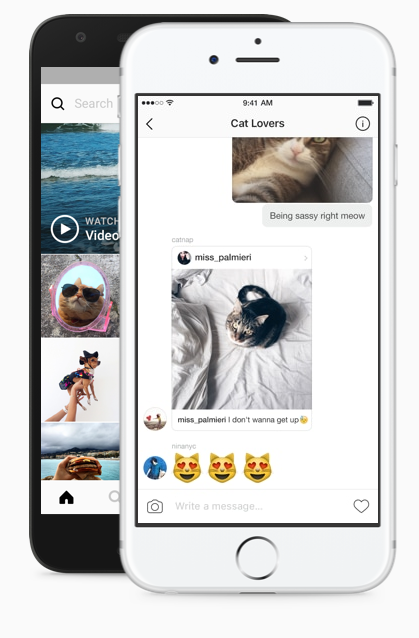 Search
WATCH
Video
9:41 AM
Cat Lovers
Being sassy right meow
catnap
miss_palmieri
miss_palmieri I don't wanna get up😹
ninanyc
😻😻😻
Write a message...